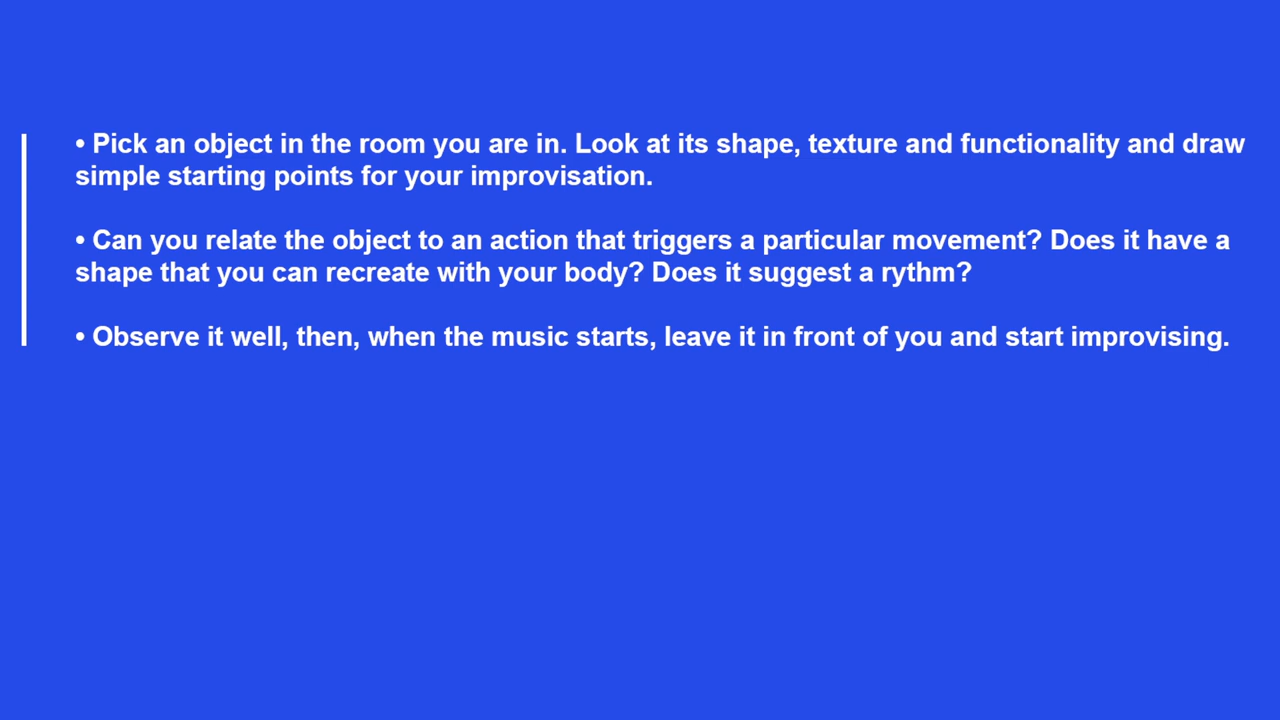 • Pick an object in the room you are in. Look at its shape, texture and functionality and draw
simple starting points for your improvisation.
• Can you relate the object to an action that triggers a particular movement? Does it have a
shape that you can recreate with your body? Does it suggest a rythm?
• Observe it well, then, when the music starts, leave it in front of you and start improvising.